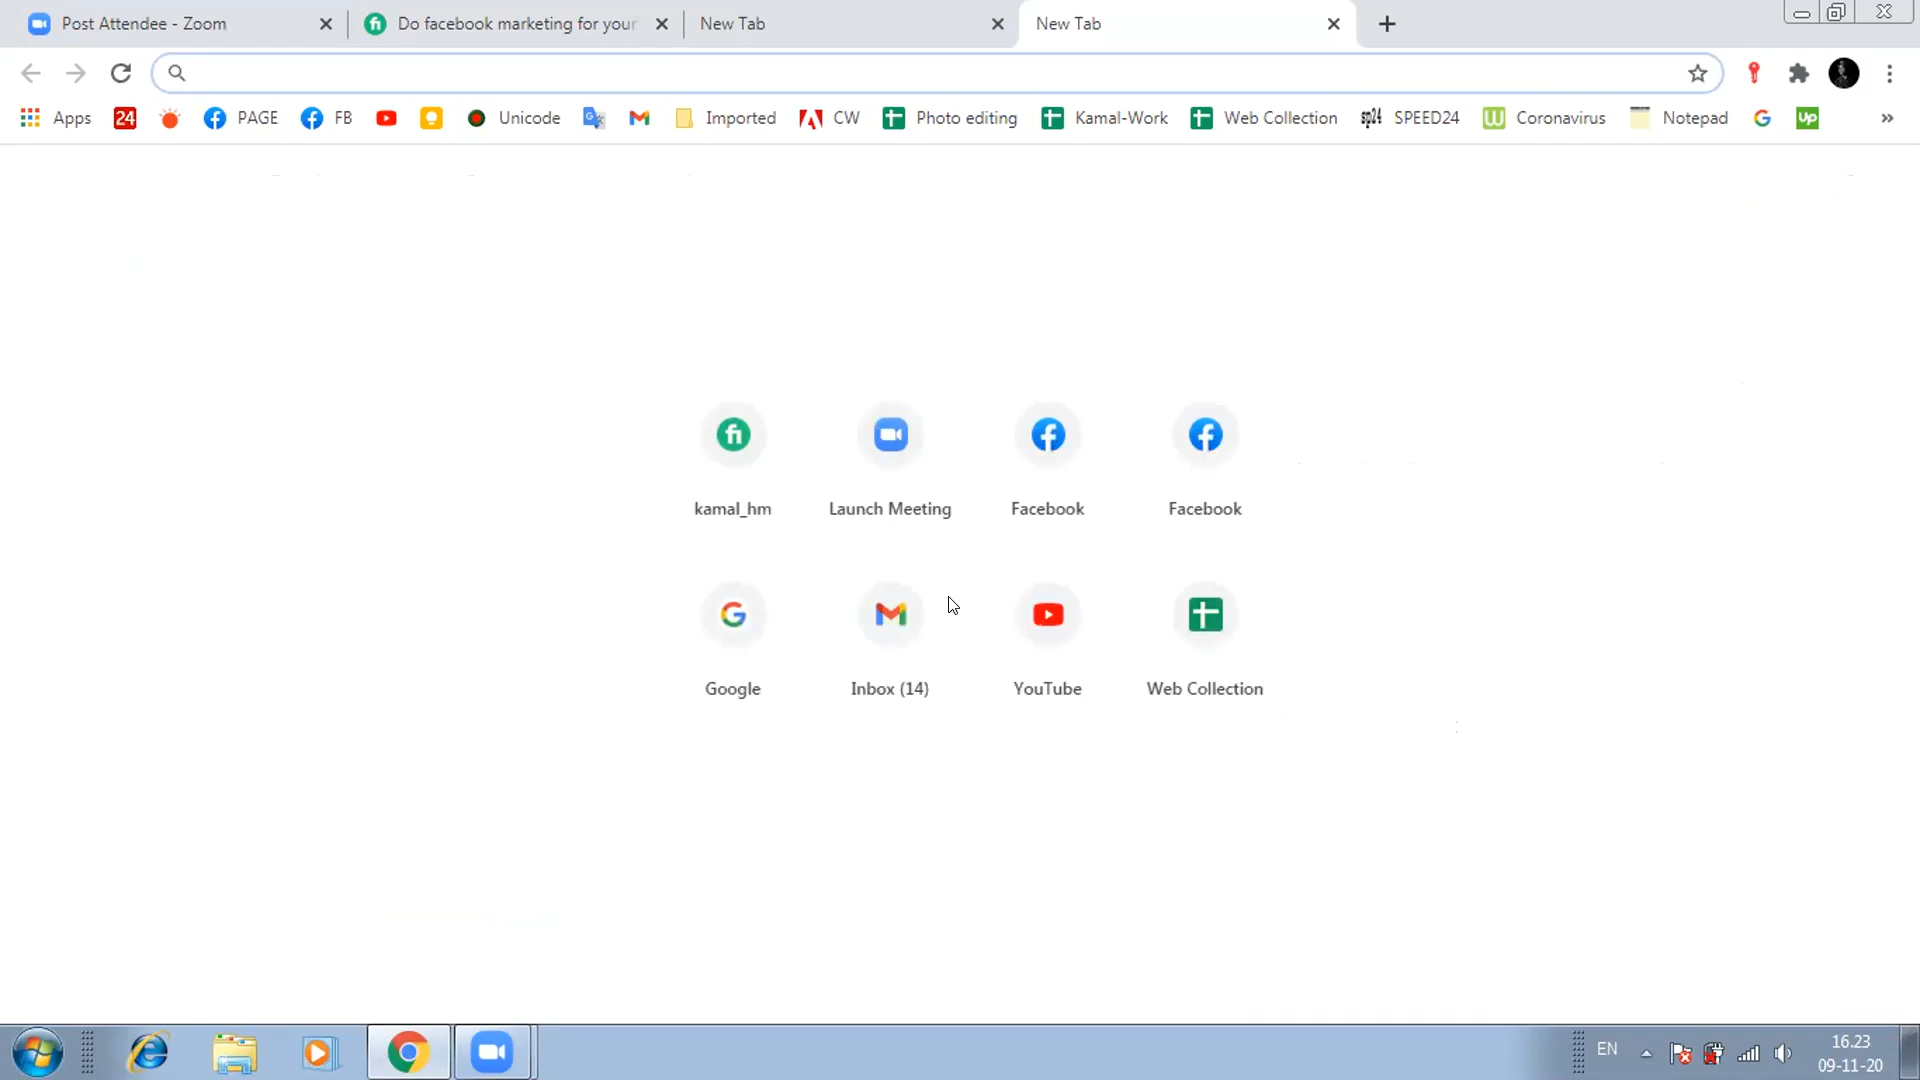 Post Attendee - Zoom
Do facebook marketing for your
New Tab
New Tab
Apps
24
PAGE
FB
Unicode
Imported
CW
Photo editing
Kamal-Work
Web Collection
sp24
SPEED24
Coronavirus
Notepad
Up
»
kamal_hm
Launch Meeting
Facebook
Facebook
Google
Inbox (14)
YouTube
Web Collection
EN
16.23
09-11-20